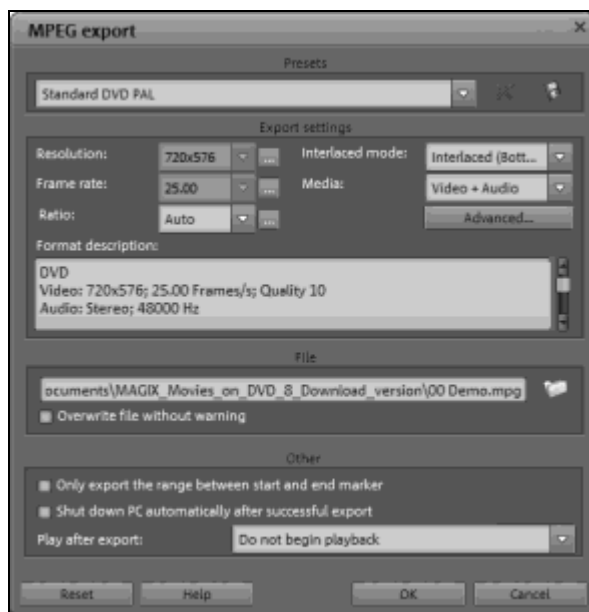 MPEG export
Presets
Standard DVD PAL
Export settings
Resolution: 720x576 ... Interlaced mode: Interlaced (Bott...
Frame rate: 25.00 ... Media: Video + Audio
Ratio: Auto ... Advanced...
Format description:
DVD
Video: 720x576; 25.00 Frames/s; Quality 10
Audio: Stereo; 48000 Hz
File
ocuments\MAGIX_Movies_on_DVD_8_Download_version\00 Demo.mpg
Overwrite file without warning
Other
Only export the range between start and end marker
Shut down PC automatically after successful export
Play after export: Do not begin playback
Reset Help OK Cancel